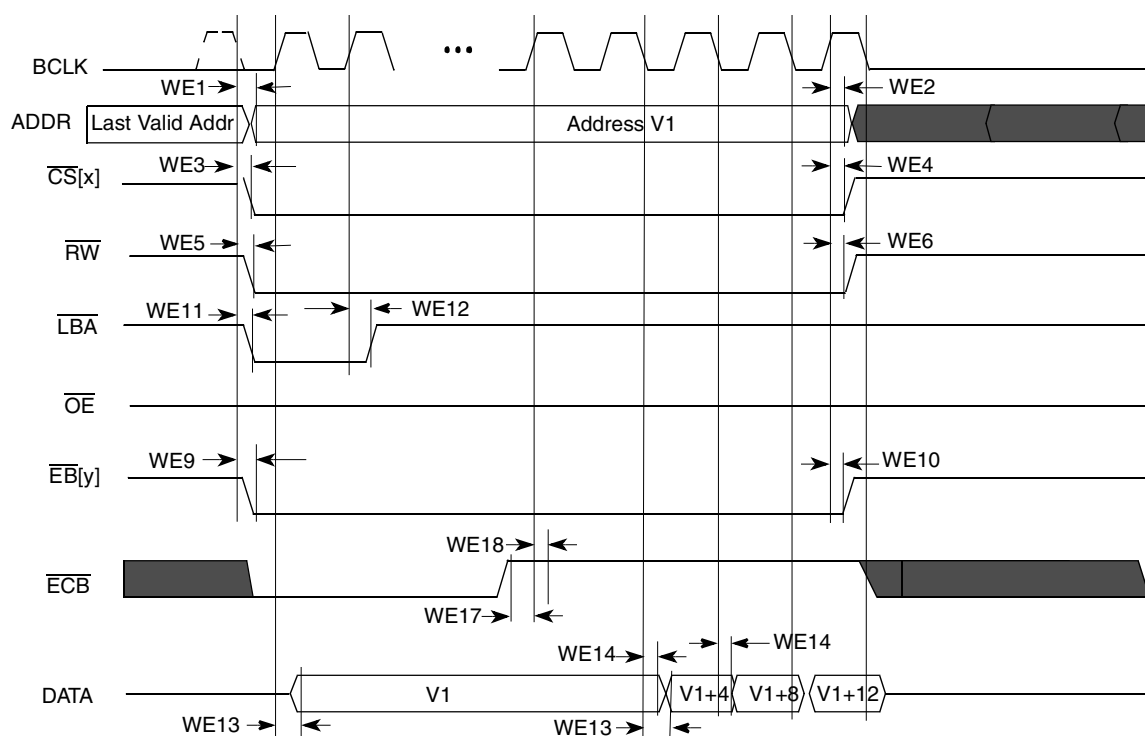 BCLK
...
WE1
WE2
ADDR
Last Valid Addr
Address V1
WE3
WE4
CS[x]
WE5
WE6
RW
WE11
WE12
LBA
OE
WE9
WE10
EB[y]
WE18
ECB
WE17
WE14
WE14
DATA
V1
V1+4
V1+8
V1+12
WE13
WE13